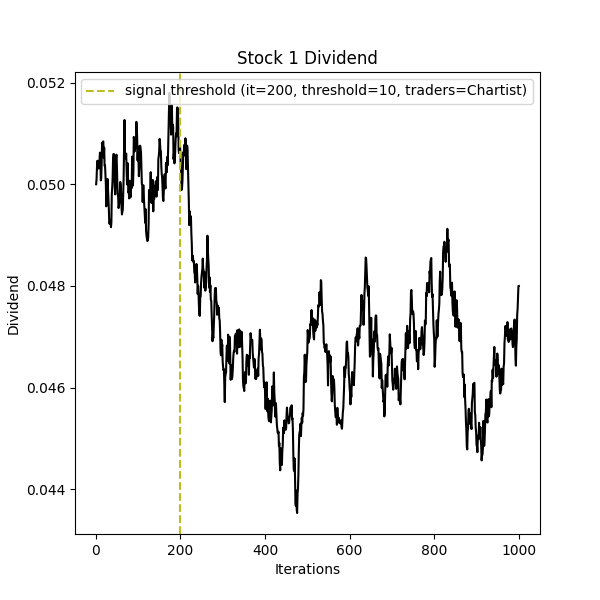 Stock 1 Dividend
signal threshold (it=200, threshold=10, traders=Chartist)
0.052
0.050
0.048
0.046
0.044
Dividend
0 200 400 600 800 1000
Iterations